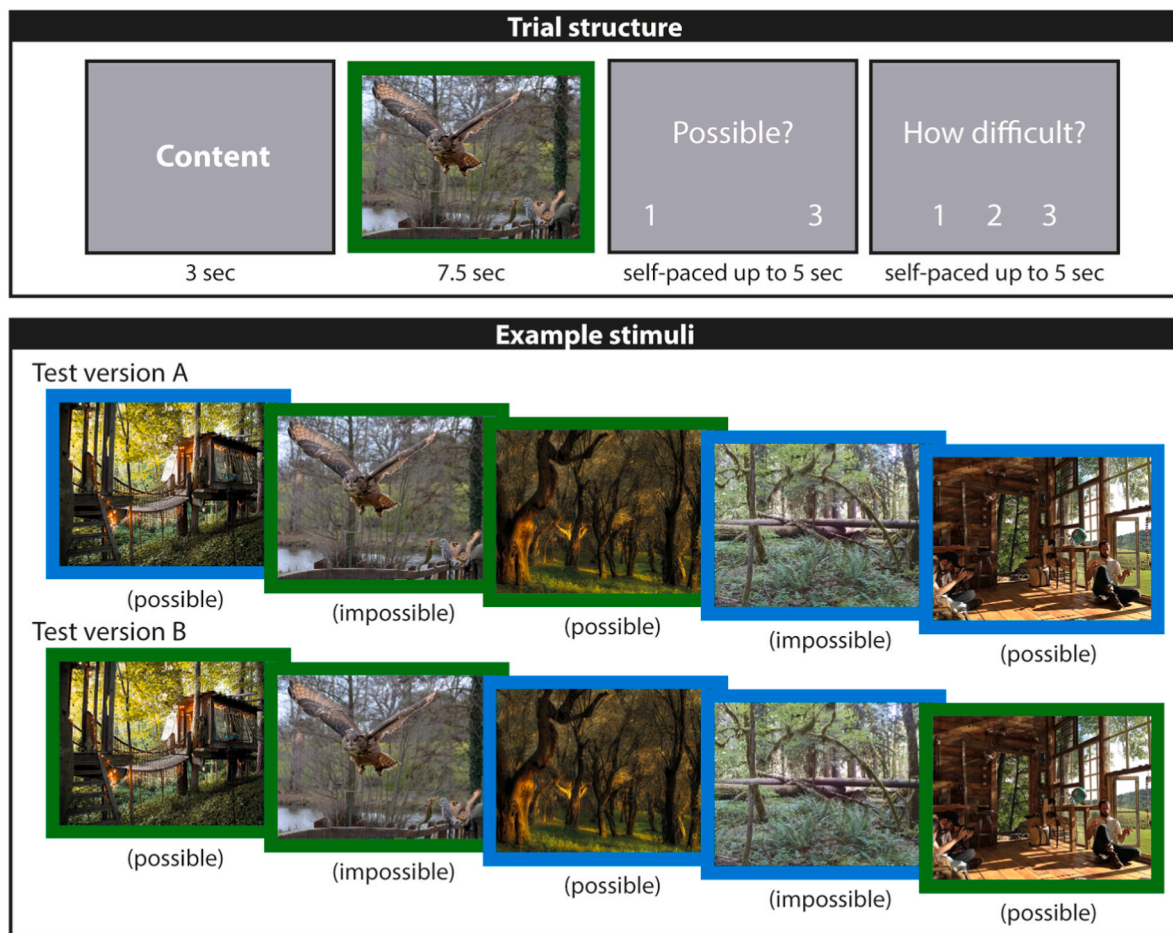 Trial structure
Content
Possible?
1 3
How difficult?
1 2 3
3 sec
7.5 sec
self-paced up to 5 sec
self-paced up to 5 sec
Example stimuli
Test version A
(possible)
(impossible)
(possible)
(impossible)
(possible)
Test version B
(possible)
(impossible)
(possible)
(impossible)
(possible)